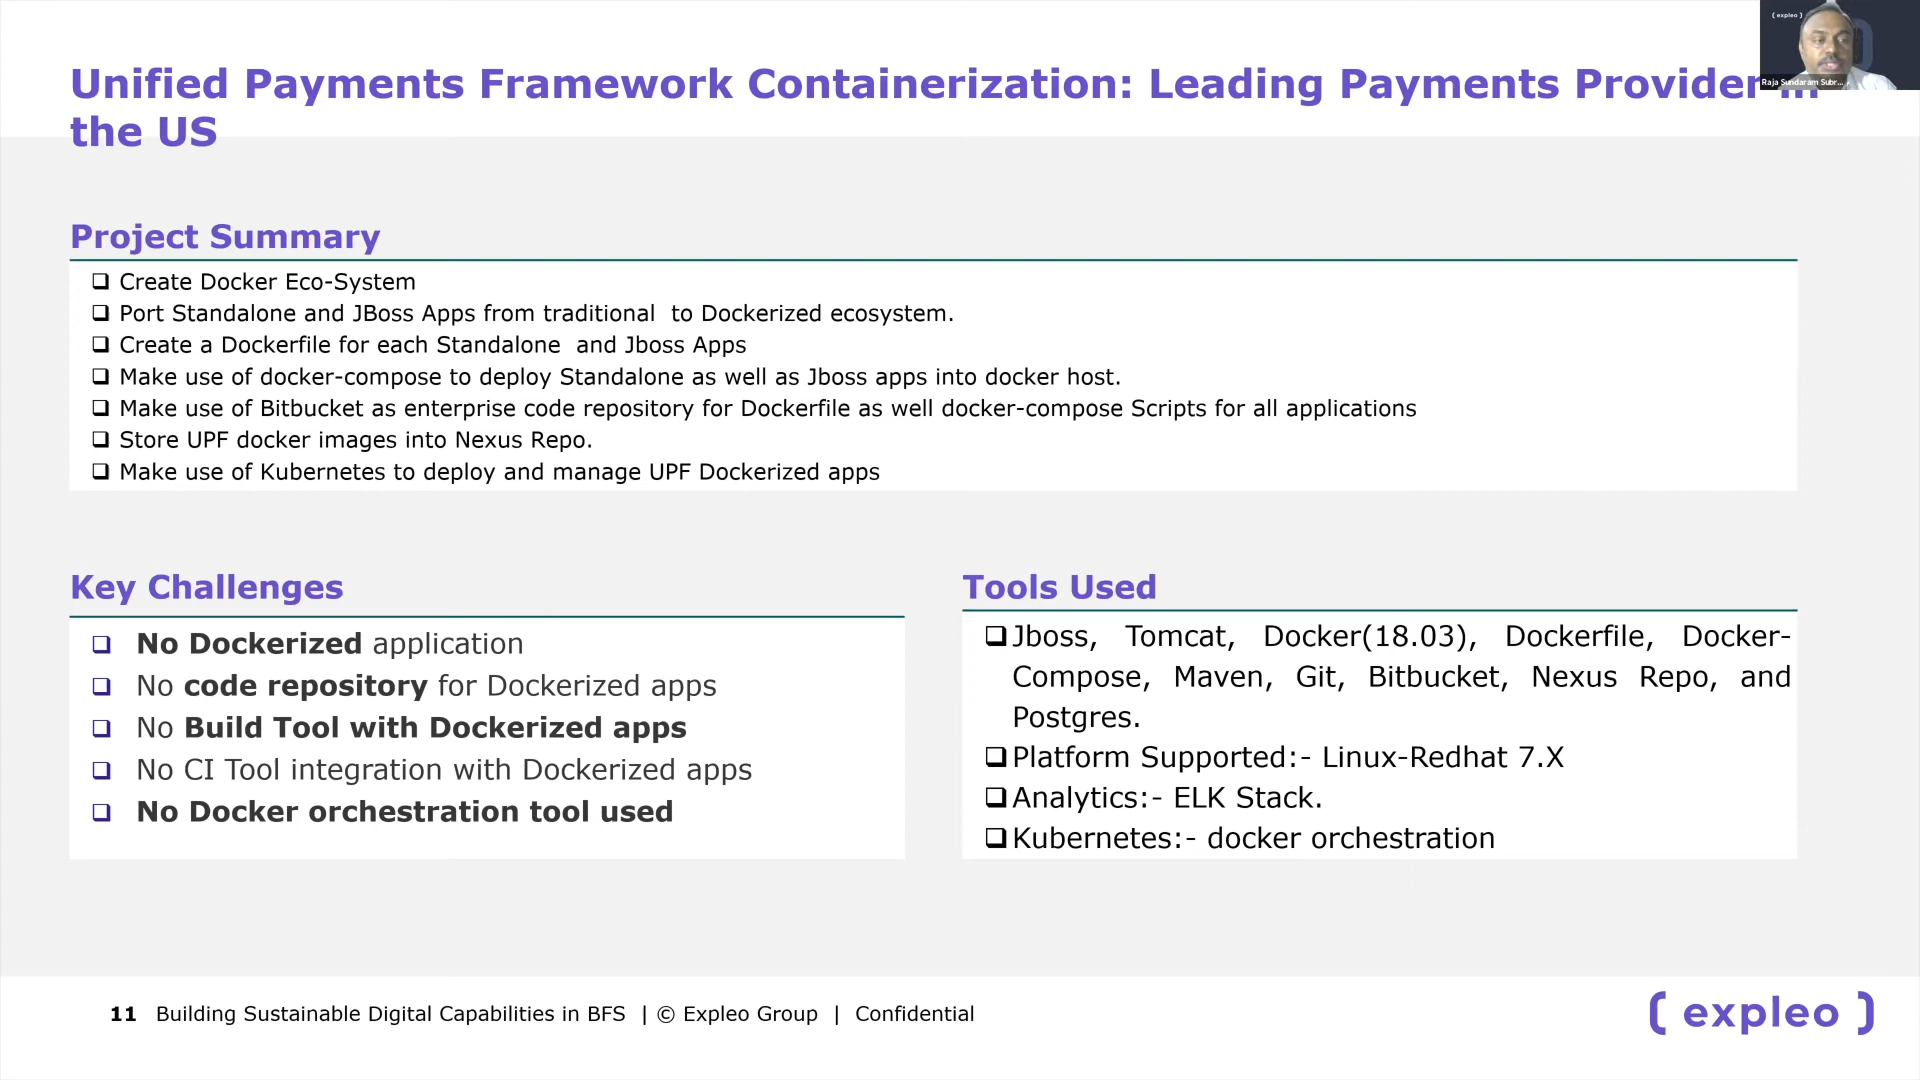 Unified Payments Framework Containerization: Leading Payments Provider in
the US
{ expleo }
Raja Sundaram Subr...
Project Summary
❑ Create Docker Eco-System
❑ Port Standalone and JBoss Apps from traditional  to Dockerized ecosystem.
❑ Create a Dockerfile for each Standalone  and Jboss Apps
❑ Make use of docker-compose to deploy Standalone as well as Jboss apps into docker host.
❑ Make use of Bitbucket as enterprise code repository for Dockerfile as well docker-compose Scripts for all applications
❑ Store UPF docker images into Nexus Repo.
❑ Make use of Kubernetes to deploy and manage UPF Dockerized apps
Key Challenges
❑ No Dockerized application
❑ No code repository for Dockerized apps
❑ No Build Tool with Dockerized apps
❑ No CI Tool integration with Dockerized apps
❑ No Docker orchestration tool used
Tools Used
❑ Jboss, Tomcat, Docker(18.03), Dockerfile, Docker-
Compose, Maven, Git, Bitbucket, Nexus Repo, and
Postgres.
❑ Platform Supported:- Linux-Redhat 7.X
❑ Analytics:- ELK Stack.
❑ Kubernetes:- docker orchestration
11 Building Sustainable Digital Capabilities in BFS | © Expleo Group | Confidential
{ expleo }